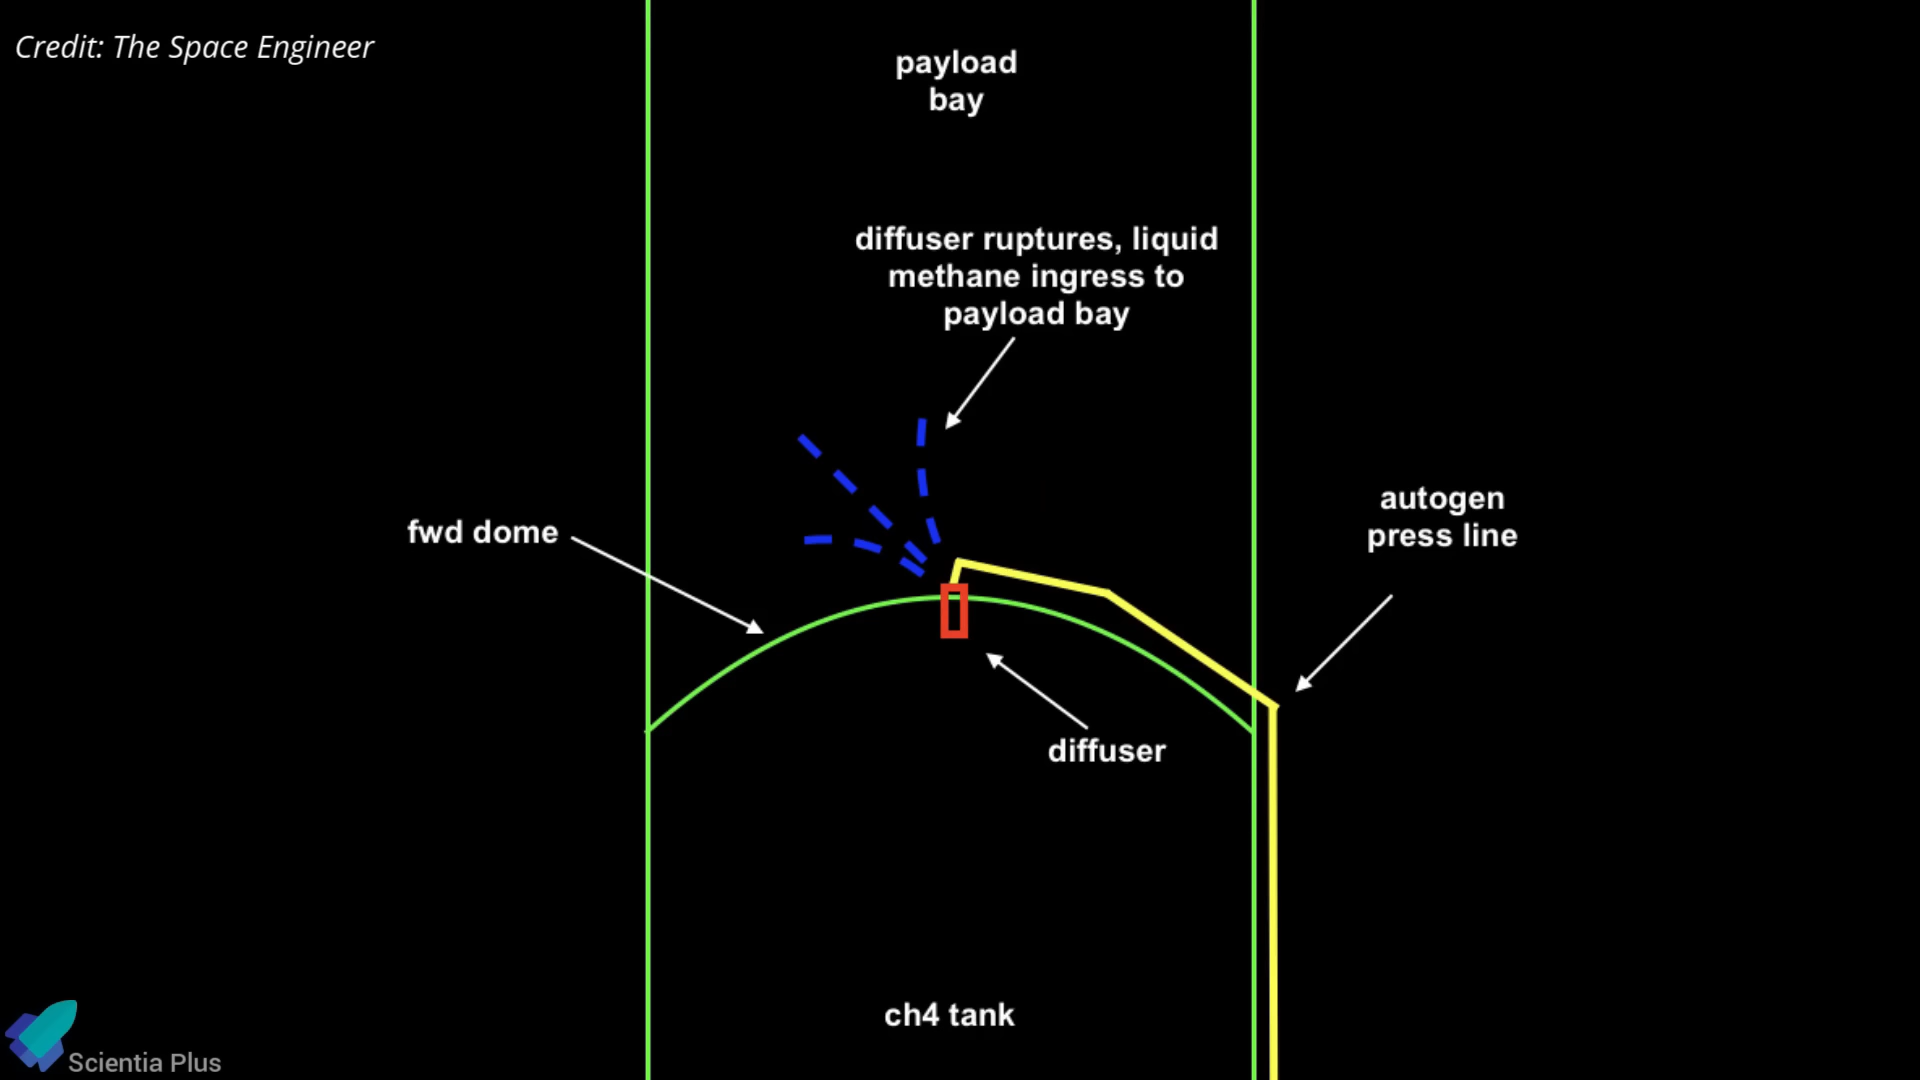 Credit: The Space Engineer
payload
bay
diffuser ruptures, liquid
methane ingress to
payload bay
autogen
press line
fwd dome
diffuser
ch4 tank
Scientia Plus